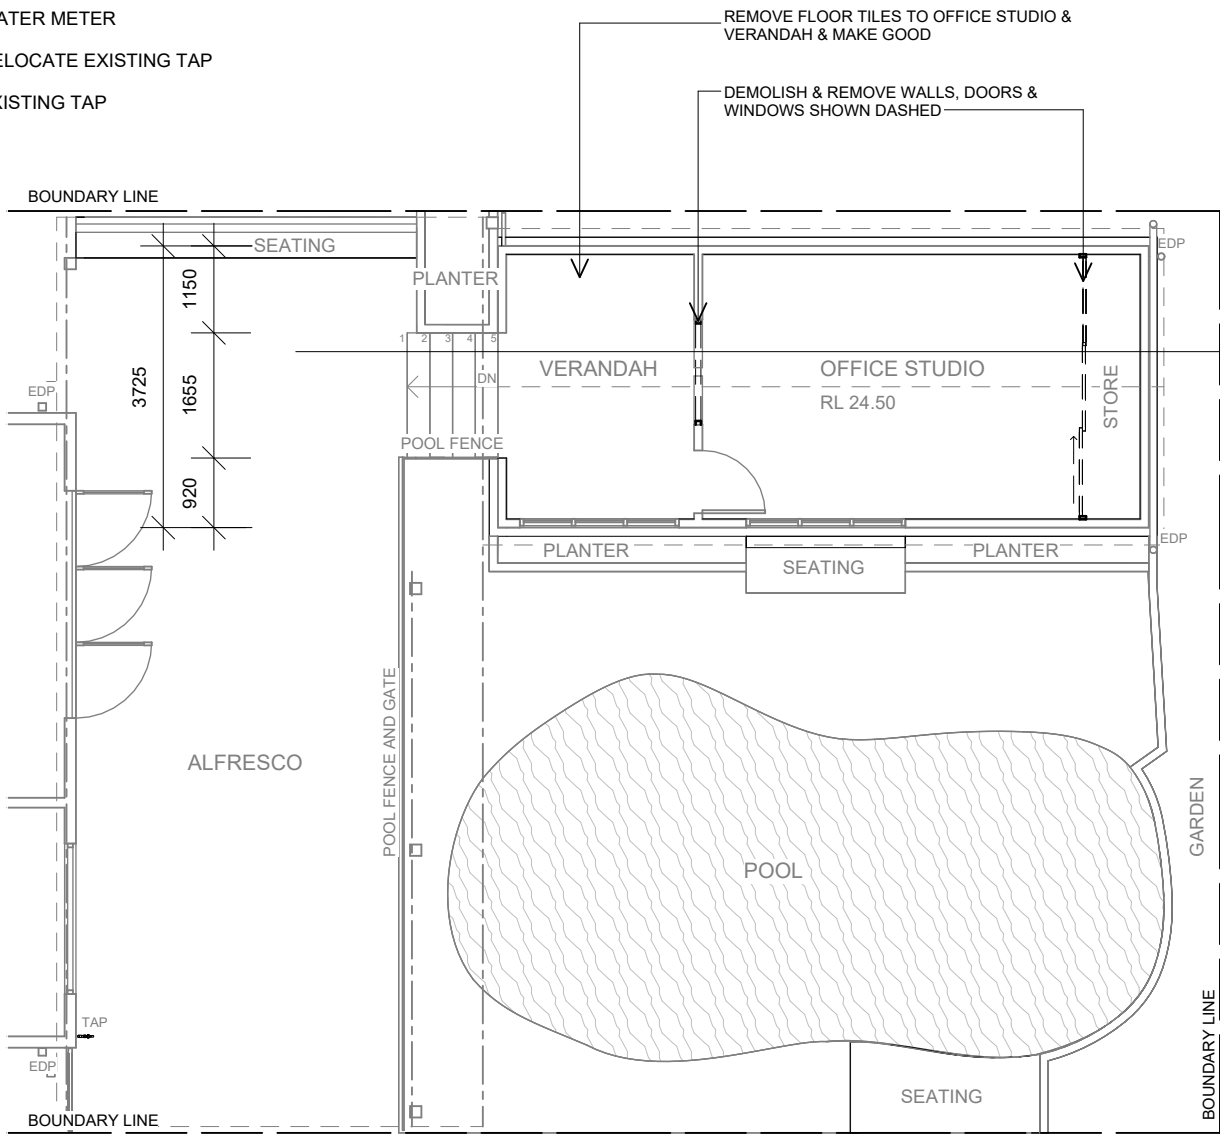 ATER METER
ELOCATE EXISTING TAP
XISTING TAP
REMOVE FLOOR TILES TO OFFICE STUDIO &
VERANDAH & MAKE GOOD
DEMOLISH & REMOVE WALLS, DOORS &
WINDOWS SHOWN DASHED
BOUNDARY LINE
SEATING
EDP
PLANTER
1150
1 2 3 4 5
VERANDAH
OFFICE STUDIO
RL 24.50
DN
STORE
3725
1655
EDP
POOL FENCE
920
EDP
PLANTER
SEATING
PLANTER
POOL FENCE AND GATE
ALFRESCO
GARDEN
POOL
TAP
EDP
SEATING
BOUNDARY LINE
BOUNDARY LINE